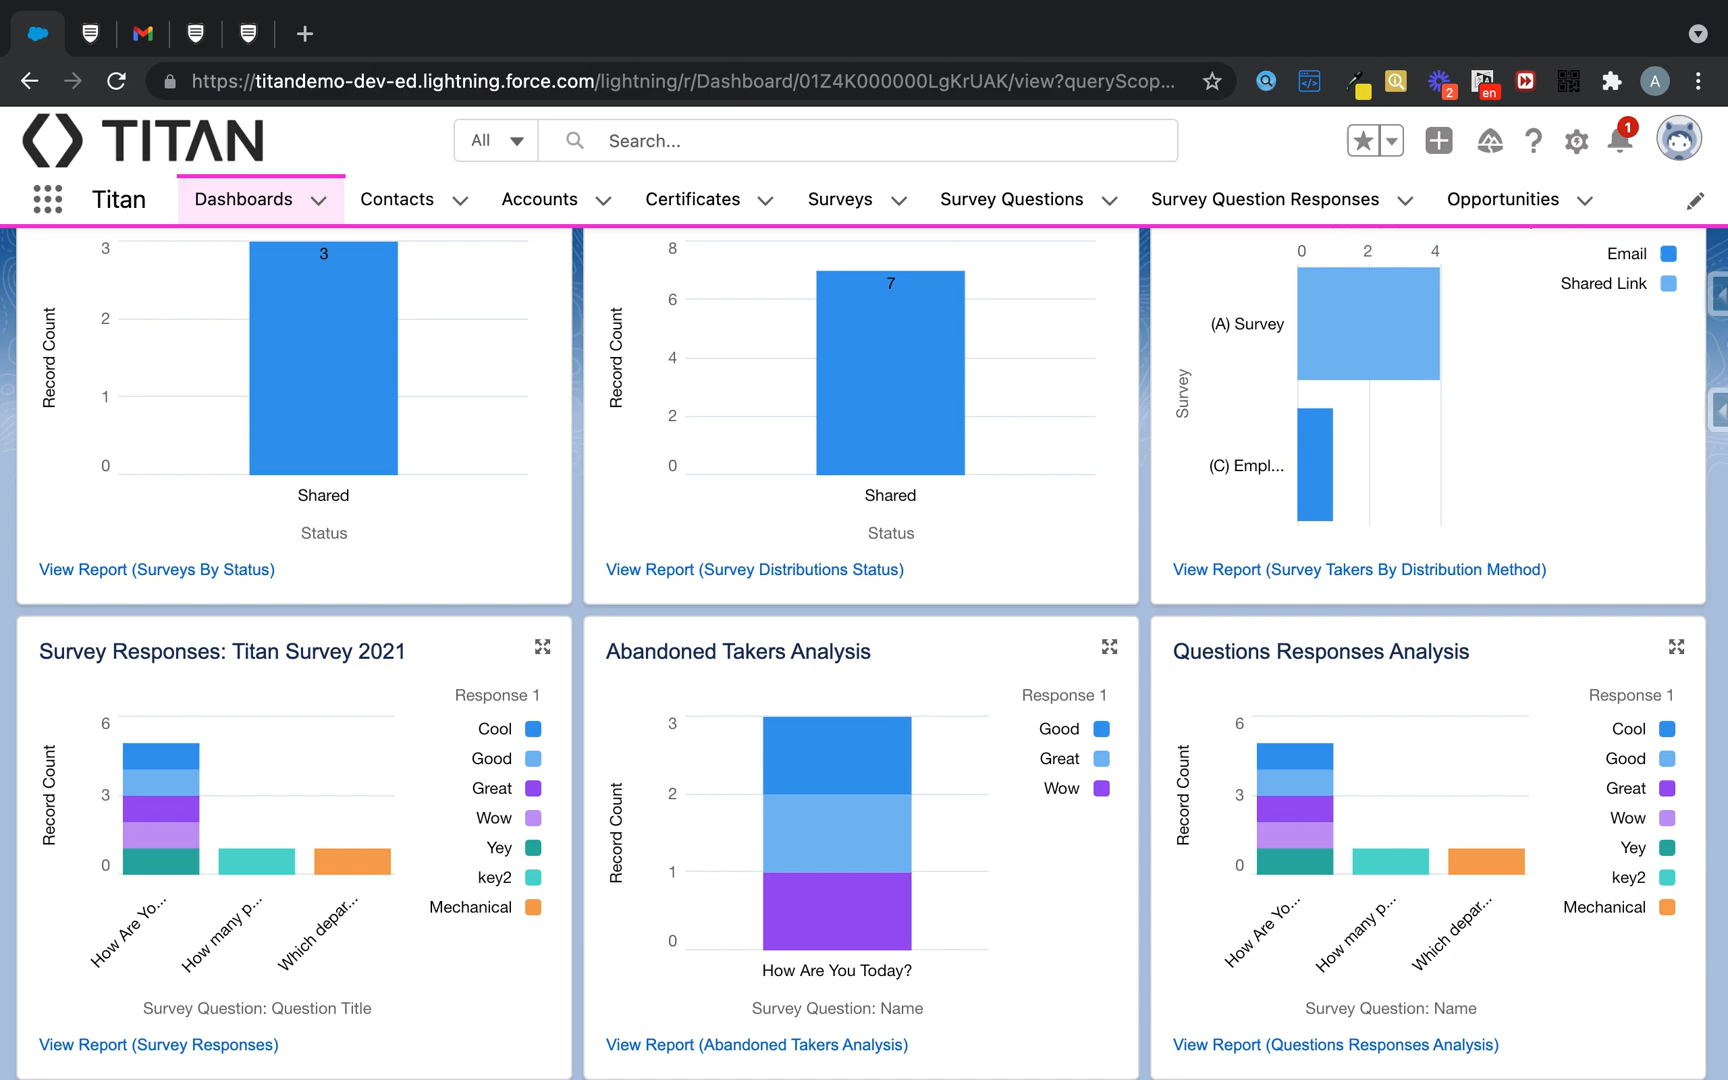 https://titandemo-dev-ed.lightning.force.com/lightning/r/Dashboard/01Z4K000000LgKrUAK/view?queryScop...
2
en
A
TITAN
All
Search...
1
Titan
Dashboards
Contacts
Accounts
Certificates
Surveys
Survey Questions
Survey Question Responses
Opportunities
3
2
1
0
Record Count
3
Shared
Status
View Report (Surveys By Status)
8
6
4
2
0
Record Count
7
Shared
Status
View Report (Survey Distributions Status)
0 2 4
Survey
(A) Survey
(C) Empl...
Email
Shared Link
View Report (Survey Takers By Distribution Method)
Survey Responses: Titan Survey 2021
Response 1
Cool
Good
Great
Wow
Yey
key2
Mechanical
6
3
0
Record Count
How Are Yo...
How many p...
Which depar...
Survey Question: Question Title
View Report (Survey Responses)
Abandoned Takers Analysis
Response 1
Good
Great
Wow
3
2
1
0
Record Count
How Are You Today?
Survey Question: Name
View Report (Abandoned Takers Analysis)
Questions Responses Analysis
Response 1
Cool
Good
Great
Wow
Yey
key2
Mechanical
6
3
0
Record Count
How Are Yo...
How many p...
Which depar...
Survey Question: Name
View Report (Questions Responses Analysis)